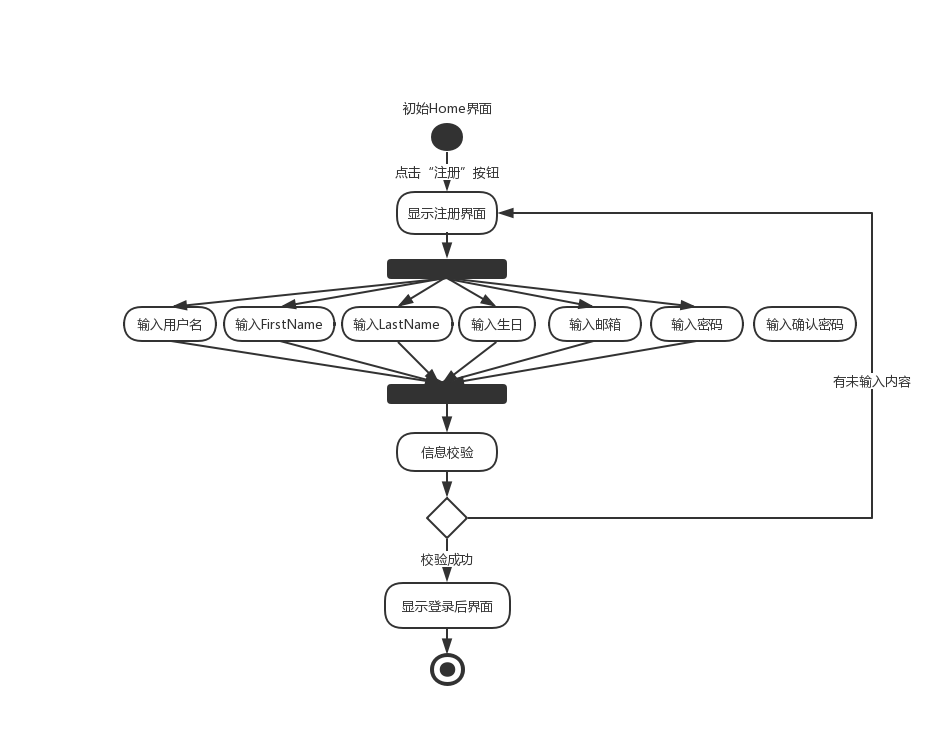 初始Home界面
点击“注册”按钮
显示注册界面
输入用户名
输入FirstName
输入LastName
输入生日
输入邮箱
输入密码
输入确认密码
有未输入内容
信息校验
校验成功
显示登录后界面